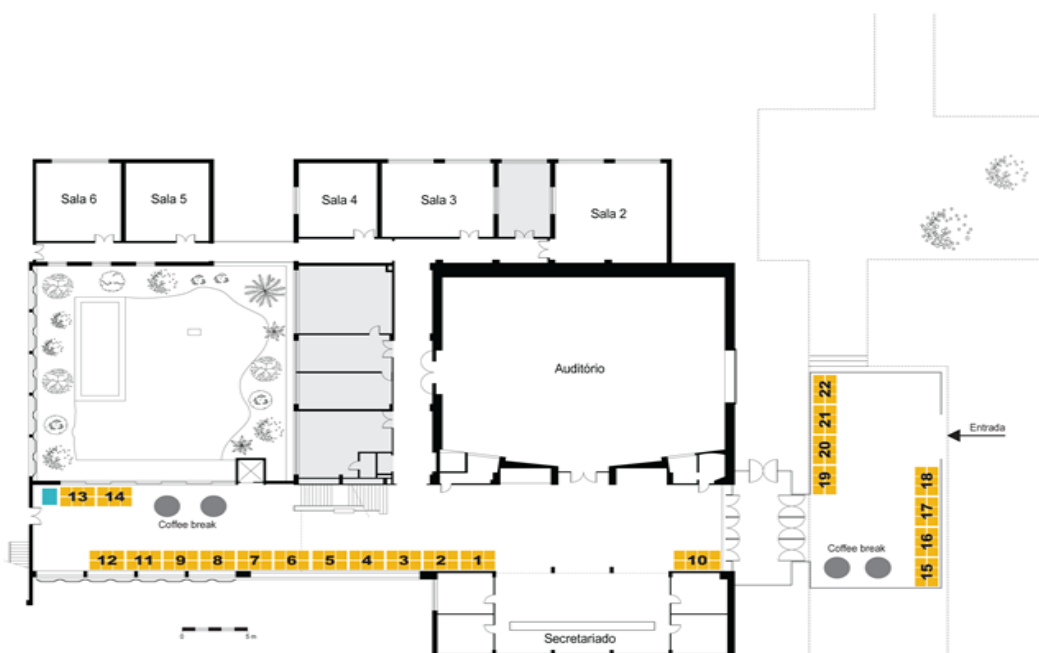 Sala 6
Sala 5
Sala 4
Sala 3
Sala 2
Auditório
22
21
20
19
Entrada
18
17
16
15
Coffee break
13
14
Coffee break
12
11
9
8
7
6
5
4
3
2
1
10
Secretariado
0
5 m